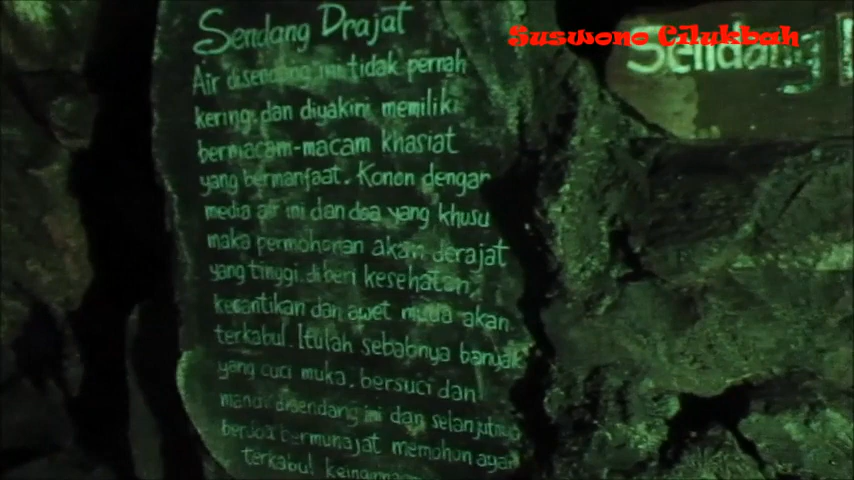 Sendang Drajat
Air disendang ini tidak pernah
kering dan diyakini memiliki
bermacam-macam khasiat
yang bermanfaat. Konon dengan
media air ini dan doa yang khusu
maka permohonan akan derajat
yang tinggi. di beri kesehatan,
kecantikan dan awet muda akan
terkabul. Itulah sebabnya banyak
yang cuci muka. bersuci dan
mandi disendang ini dan selanjutnya
berdoa bermunajat memohon agar
terkabul
Suswono Cilukbah
Sendang